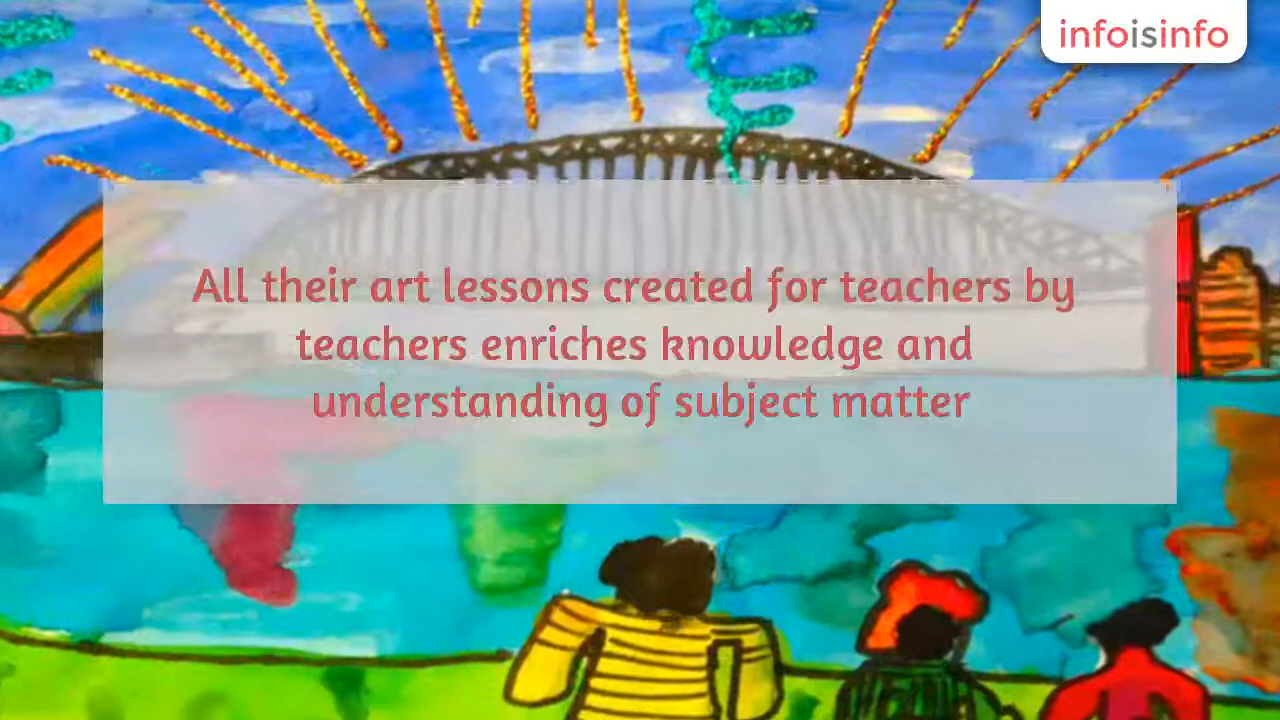 infoisinfo
All their art lessons created for teachers by
teachers enriches knowledge and
understanding of subject matter